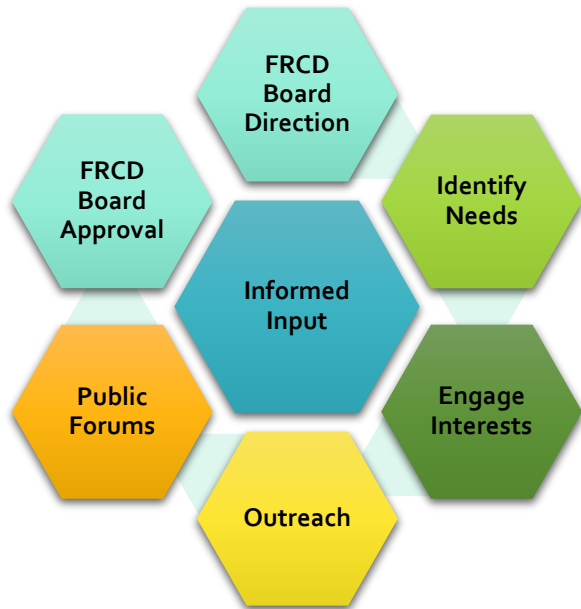 FRCD
Board
Direction
Identify
Needs
Engage
Interests
Outreach
Public
Forums
FRCD
Board
Approval
Informed
Input